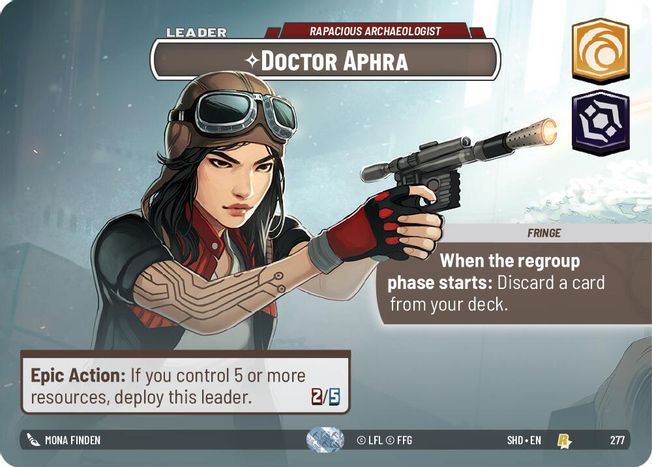 LEADER
RAPACIOUS ARCHAEOLOGIST
✧DOCTOR APHRA
FRINGE
When the regroup
phase starts: Discard a card
from your deck.
Epic Action: If you control 5 or more
resources, deploy this leader.
2/5
MONA FINDEN
© LFL © FFG
SHD • EN
R
277